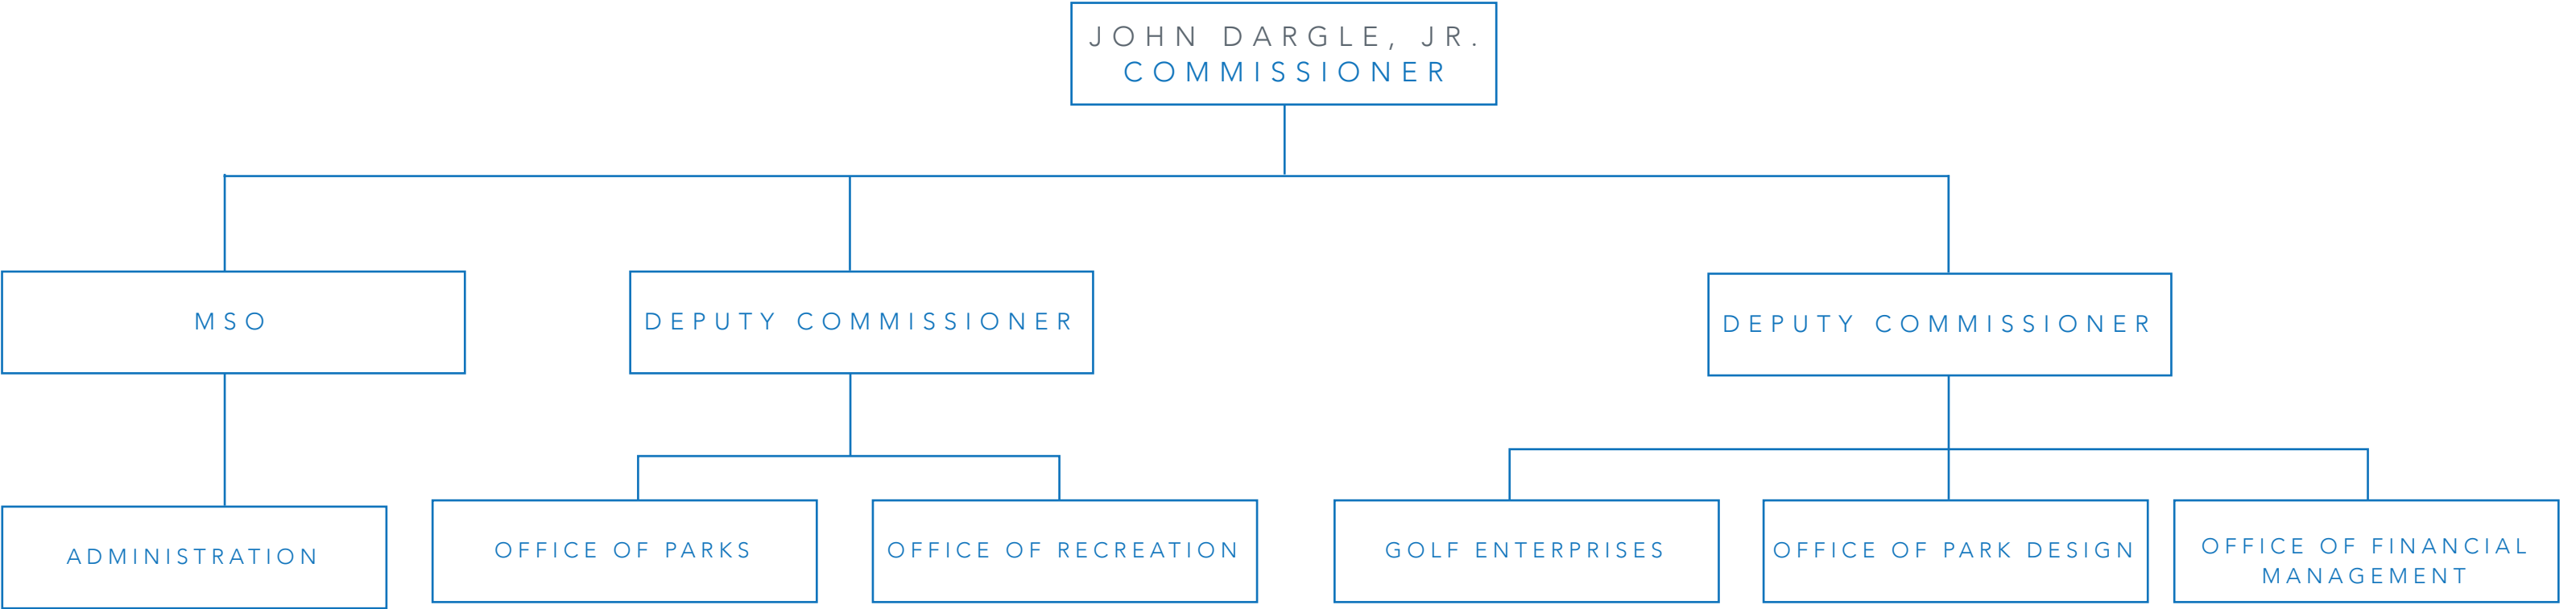 JOHN DARGLE, JR.
COMMISSIONER
MSO
DEPUTY COMMISSIONER
DEPUTY COMMISSIONER
ADMINISTRATION
OFFICE OF PARKS
OFFICE OF RECREATION
GOLF ENTERPRISES
OFFICE OF PARK DESIGN
OFFICE OF FINANCIAL
MANAGEMENT